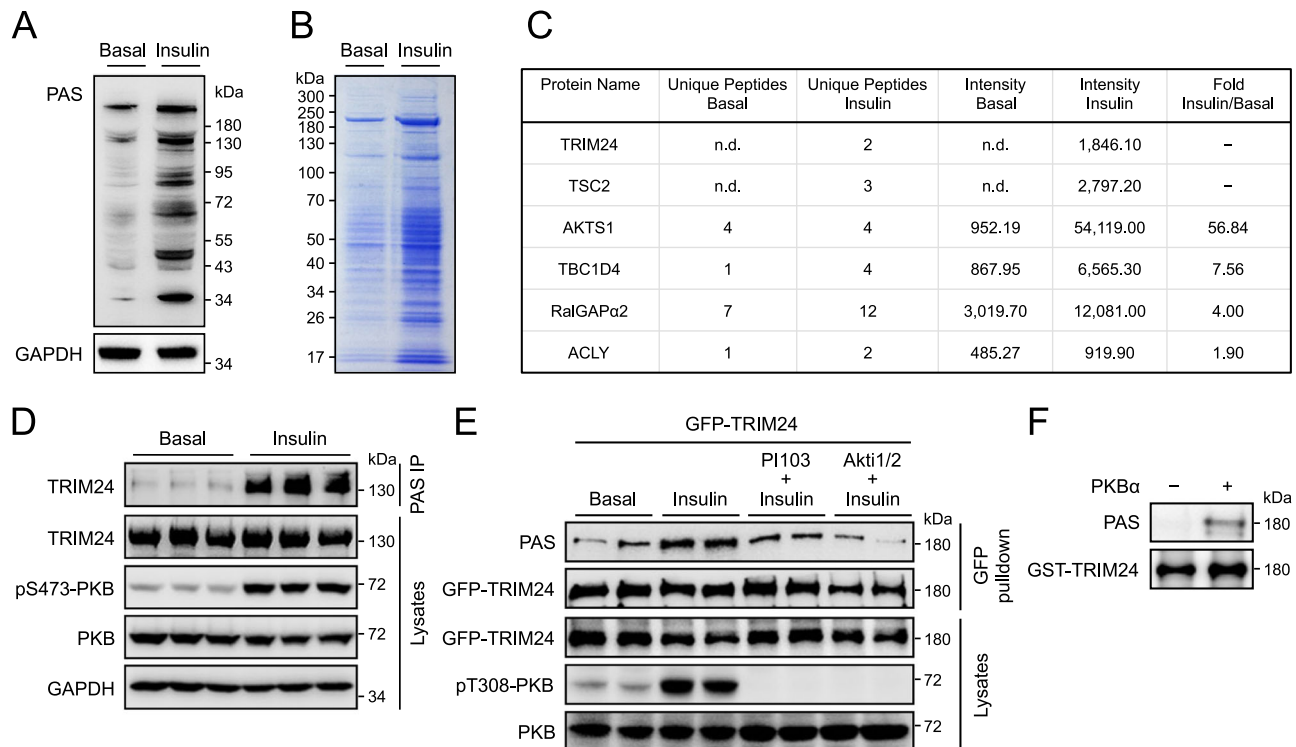 A
Basal Insulin
PAS
kDa
180
130
95
72
55
43
34
GAPDH
34
B
Basal Insulin
kDa
300
250
180
130
100
70
50
40
34
26
17
C
Protein Name Unique Peptides Basal Unique Peptides Insulin Intensity Basal Intensity Insulin Fold Insulin/Basal
TRIM24 n.d. 2 n.d. 1,846.10 –
TSC2 n.d. 3 n.d. 2,797.20 –
AKTS1 4 4 952.19 54,119.00 56.84
TBC1D4 1 4 867.95 6,565.30 7.56
RalGAPα2 7 12 3,019.70 12,081.00 4.00
ACLY 1 2 485.27 919.90 1.90
D
Basal Insulin
kDa
TRIM24 130
PAS IP
TRIM24 130
pS473-PKB 72
PKB 72
GAPDH 34
Lysates
E
GFP-TRIM24
PI103 Akti1/2
+ +
Basal Insulin Insulin Insulin
kDa
PAS 180
GFP-TRIM24 180
GFP pulldown
GFP-TRIM24 180
pT308-PKB 72
PKB 72
Lysates
F
PKBα – +
kDa
PAS 180
GST-TRIM24 180